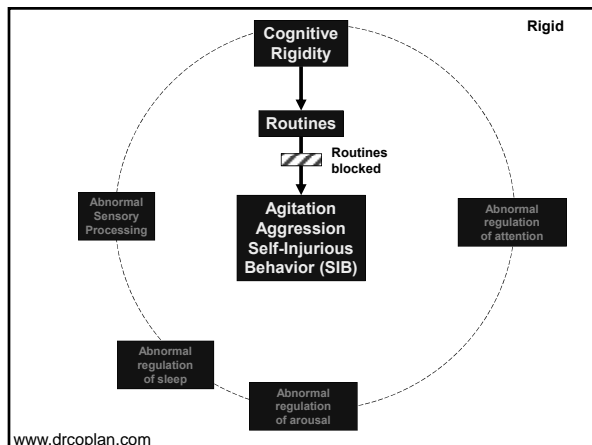 Rigid
Cognitive
Rigidity
Routines
Routines
blocked
Agitation
Aggression
Self-Injurious
Behavior (SIB)
Abnormal
Sensory
Processing
Abnormal
regulation
of attention
Abnormal
regulation
of sleep
Abnormal
regulation
of arousal
www.drcoplan.com